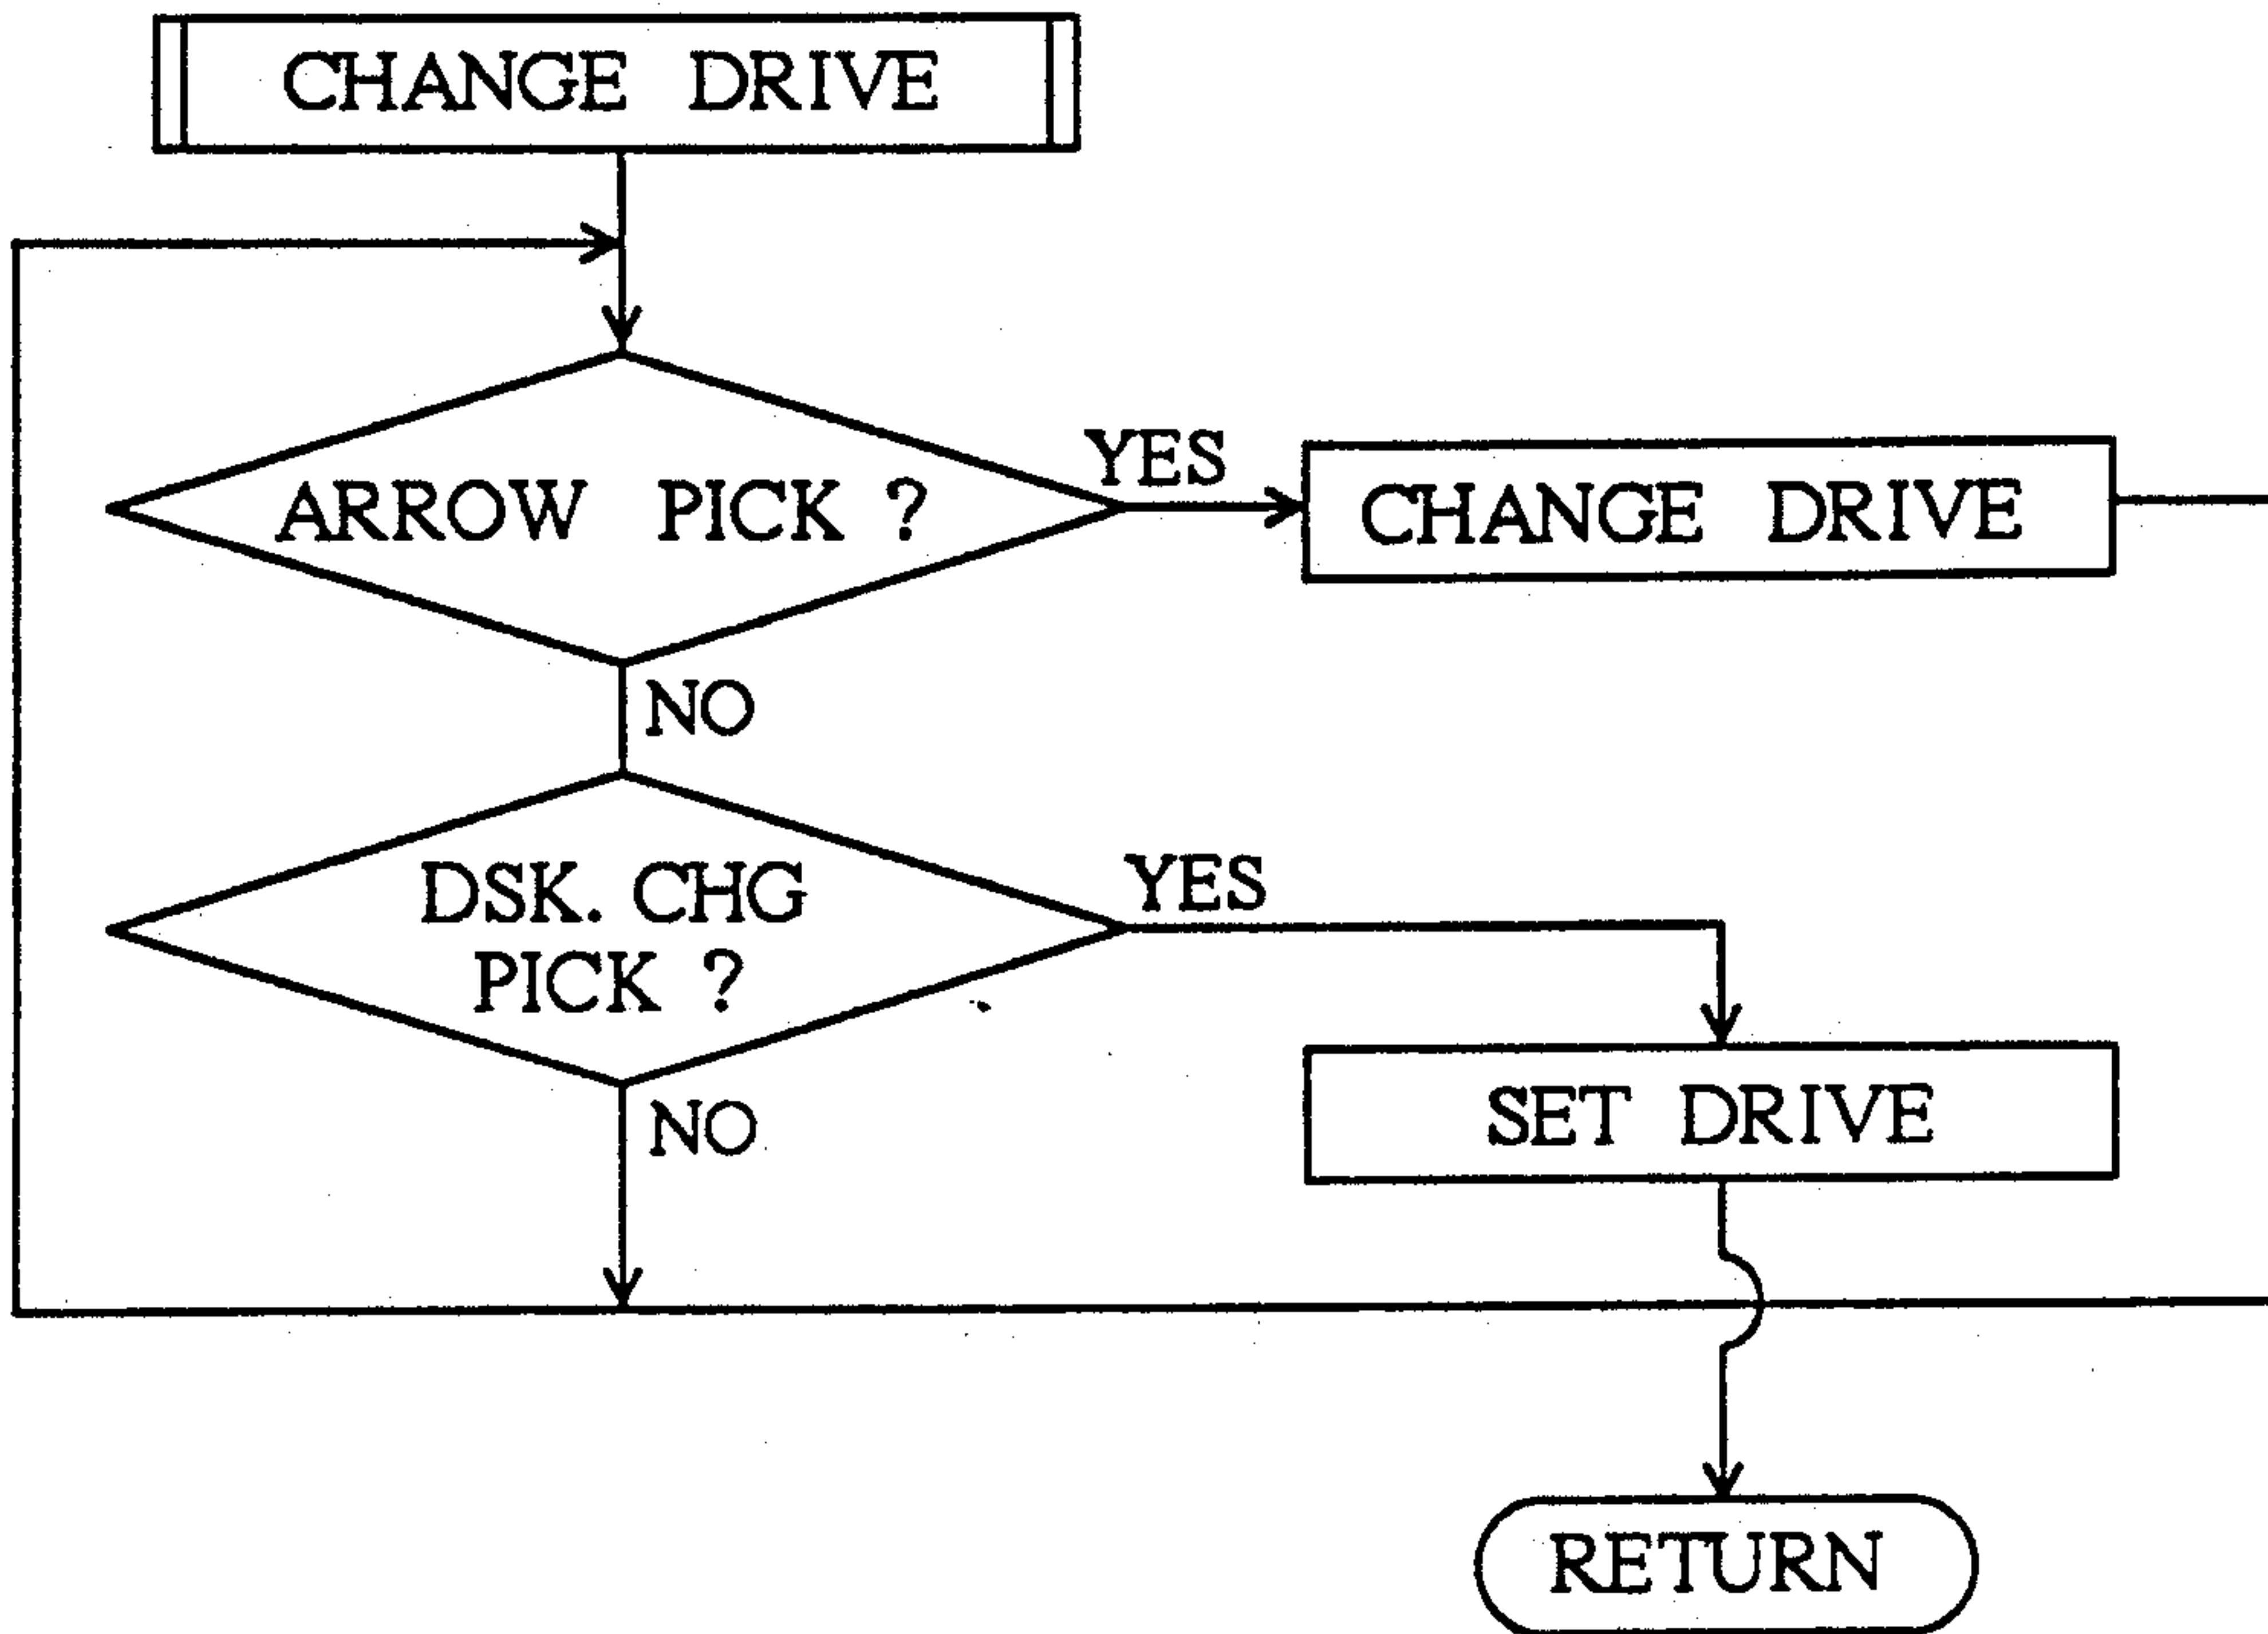 CHANGE DRIVE
ARROW PICK ?
YES
CHANGE DRIVE
NO
DSK. CHG
PICK ?
YES
SET DRIVE
NO
RETURN